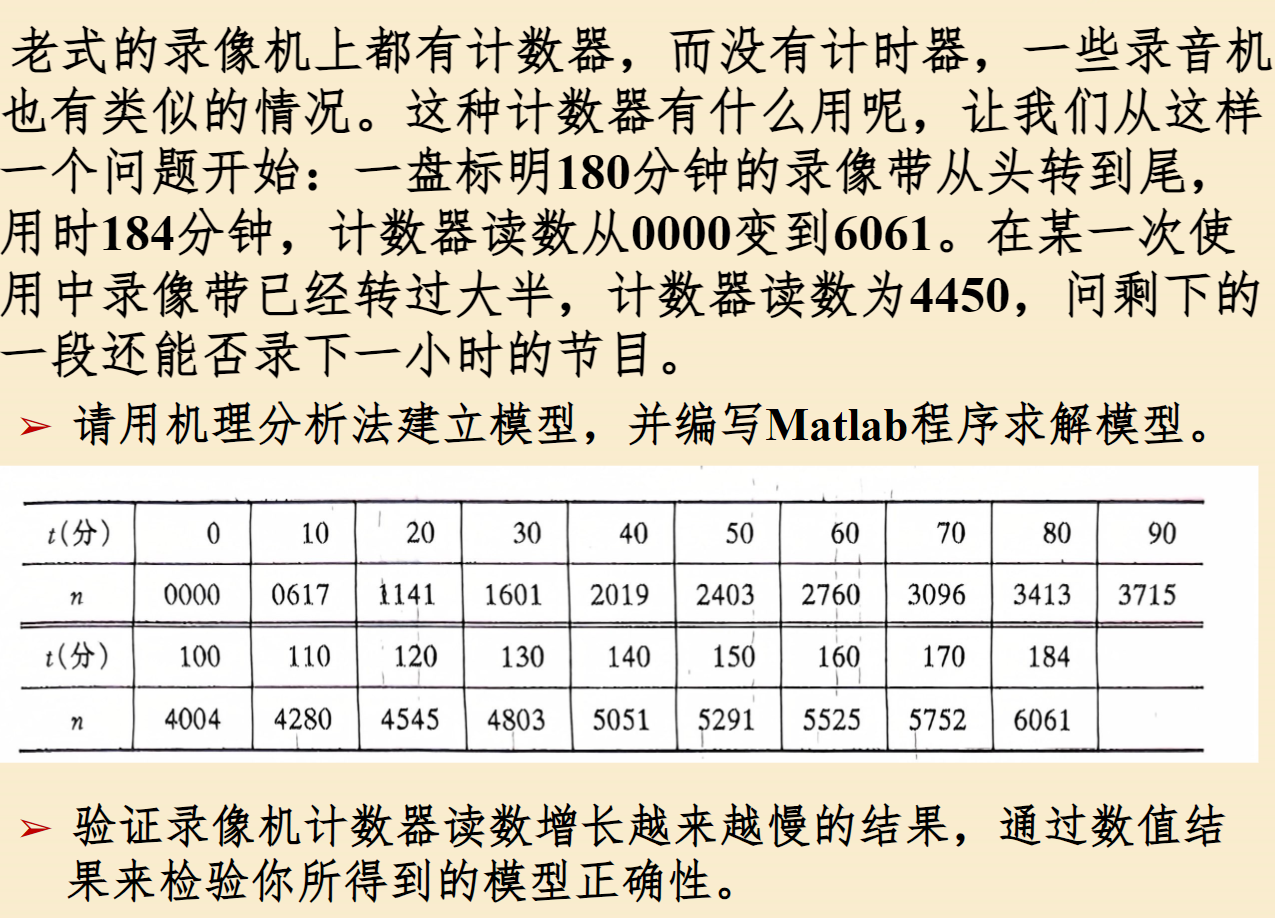 老式的录像机上都有计数器，而没有计时器，一些录音机
也有类似的情况。这种计数器有什么用呢，让我们从这样
一个问题开始：一盘标明180分钟的录像带从头转到尾，
用时184分钟，计数器读数从0000变到6061。在某一次使
用中录像带已经转过大半，计数器读数为4450，问剩下的
一段还能否录下一小时的节目。
➢ 请用机理分析法建立模型，并编写Matlab程序求解模型。
t(分) 0 10 20 30 40 50 60 70 80 90
n 0000 0617 1141 1601 2019 2403 2760 3096 3413 3715
t(分) 100 110 120 130 140 150 160 170 184
n 4004 4280 4545 4803 5051 5291 5525 5752 6061
➢ 验证录像机计数器读数增长越来越慢的结果，通过数值结
果来检验你所得到的模型正确性。